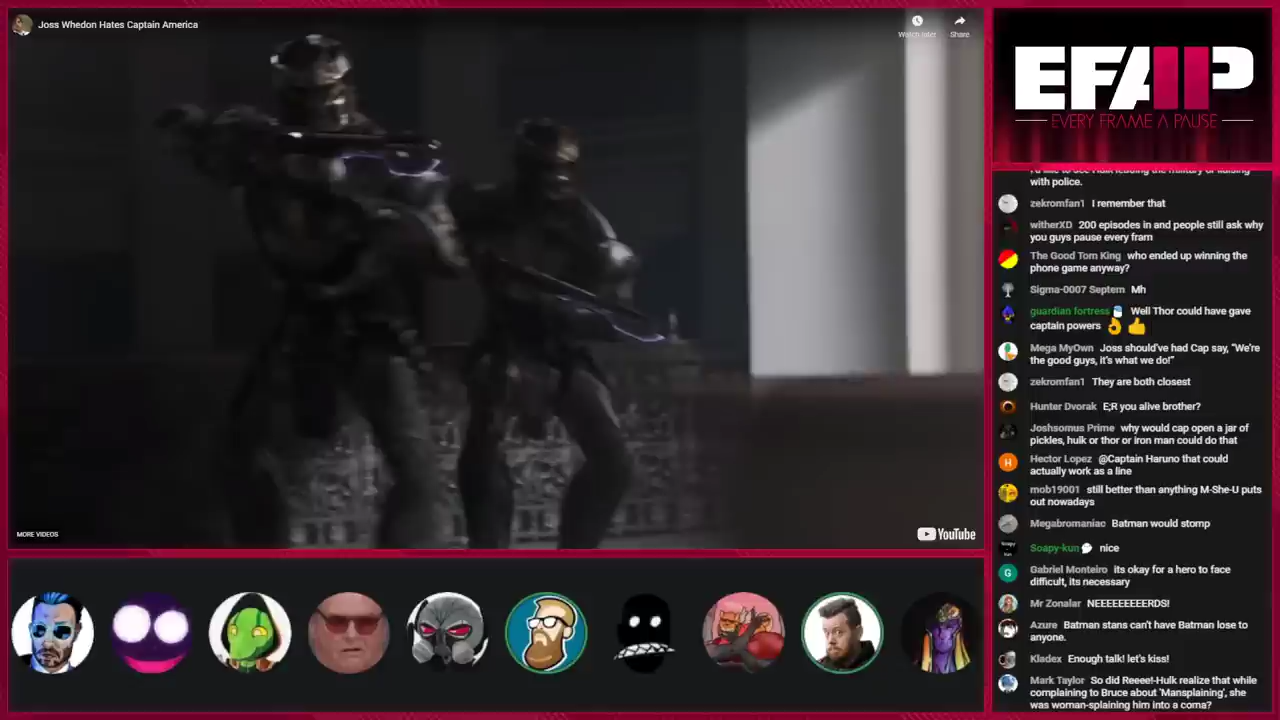 Joss Whedon Hates Captain America
Watch later
Share
MORE VIDEOS
YouTube
EFAP
EVERY FRAME A PAUSE
with police.
zekromfan1 I remember that
witherXD 200 episodes in and people still ask why
you guys pause every fram
The Good Tom King who ended up winning the
phone game anyway?
Sigma-0007 Septem Mh
guardian fortress Well Thor could have gave
captain powers 👌 👍
Mega MyOwn Joss should've had Cap say, "We're
the good guys, it's what we do!"
zekromfan1 They are both closest
Hunter Dvorak E;R you alive brother?
Joshsomus Prime why would cap open a jar of
pickles, hulk or thor or iron man could do that
H
Hector Lopez @Captain Haruno that could
actually work as a line
mob19001 still better than anything M-She-U puts
out nowadays
Megabromaniac Batman would stomp
Soapy-kun nice
G
Gabriel Monteiro its okay for a hero to face
difficult, its necessary
Mr Zonalar NEEEEEEEERDS!
Azure Batman stans can't have Batman lose to
anyone.
Kladex Enough talk! let's kiss!
Mark Taylor So did Reeee!-Hulk realize that while
complaining to Bruce about 'Mansplaining', she
was woman-splaining him into a coma?